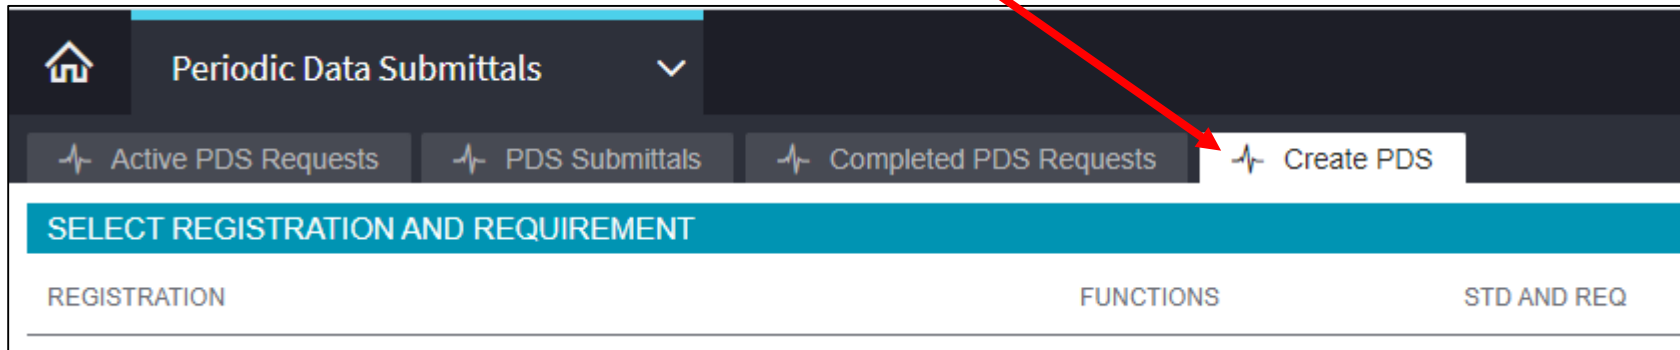 Periodic Data Submittals
Active PDS Requests PDS Submittals Completed PDS Requests Create PDS
SELECT REGISTRATION AND REQUIREMENT
REGISTRATION FUNCTIONS STD AND REQ